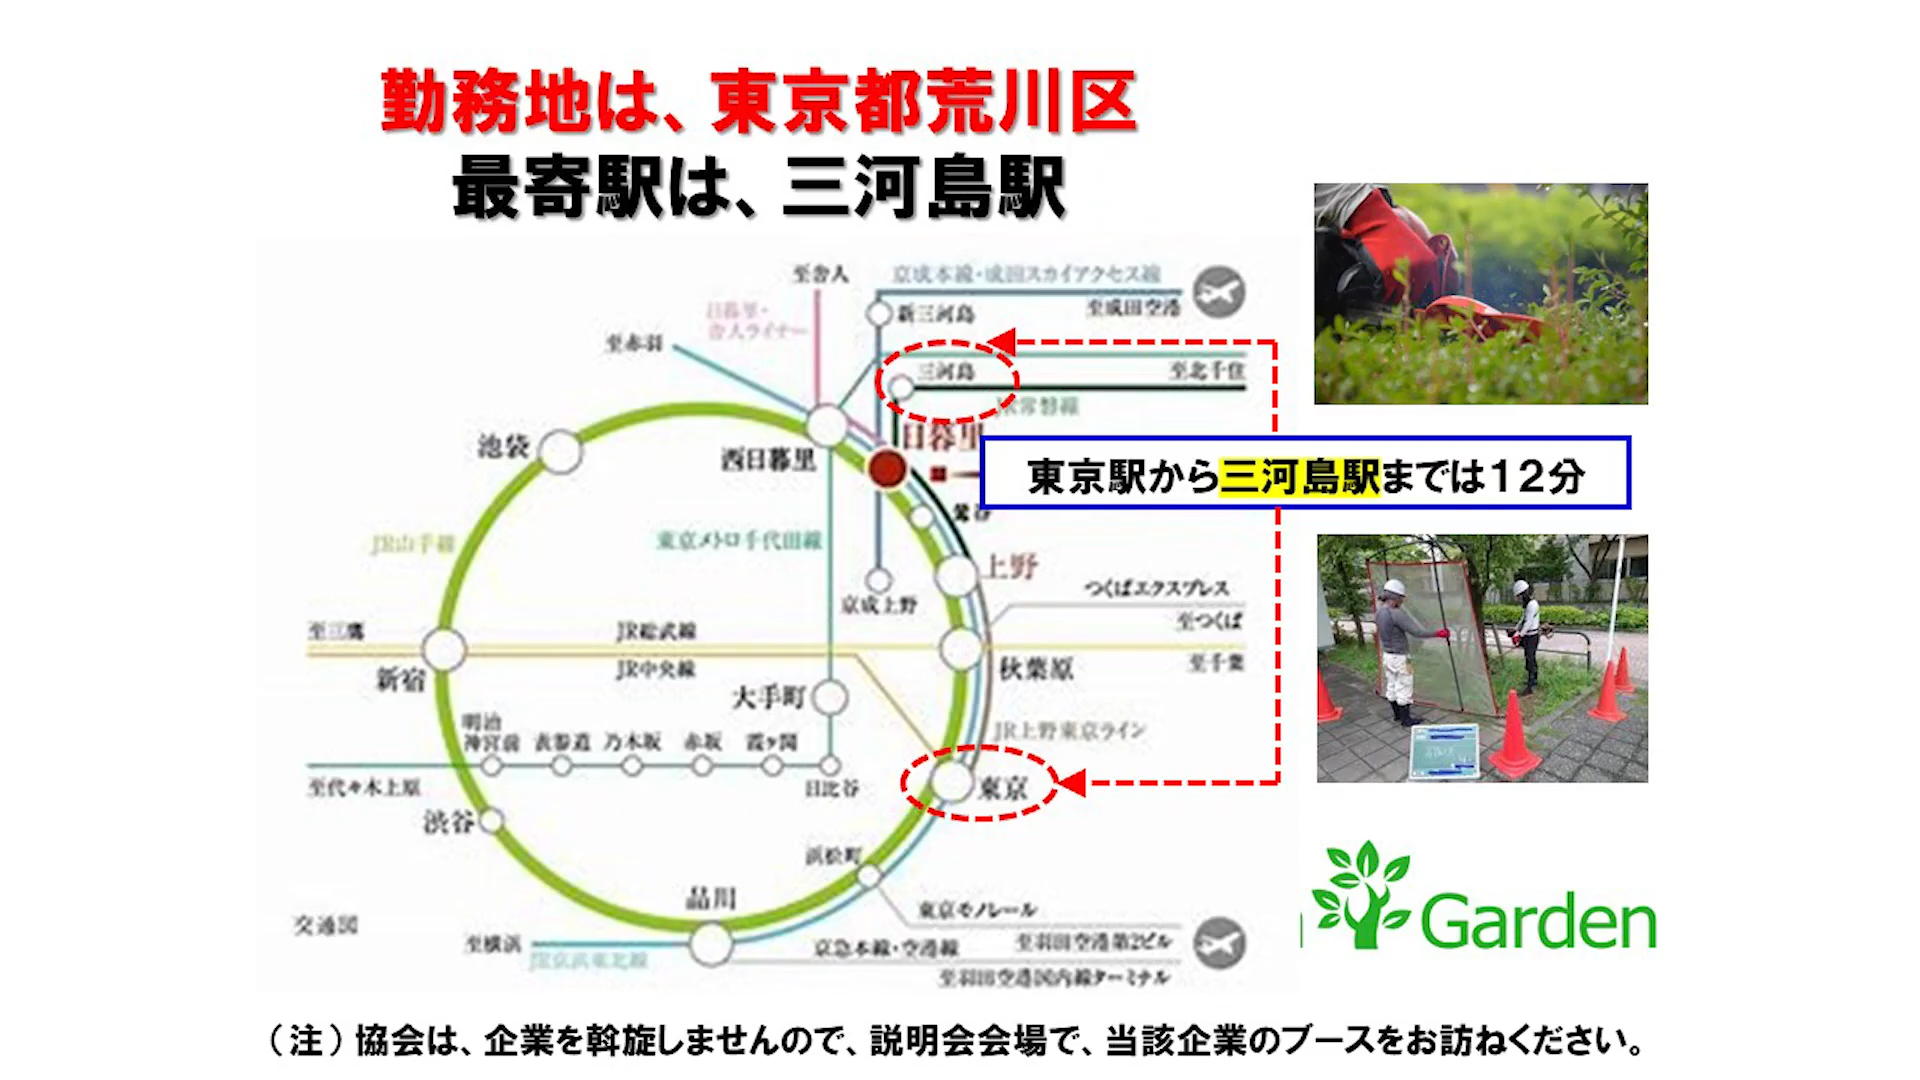 勤務地は、東京都荒川区
最寄駅は、三河島駅
至舎人
京成本線・成田スカイアクセス線
日暮里・
舎人ライナー
新三河島
至成田空港
至赤羽
三河島
至北千住
JR常磐線
日暮里
池袋
西日暮里
東京駅から三河島駅までは12分
鶯谷
JR山手線
東京メトロ千代田線
上野
京成上野
つくばエクスプレス
至つくば
至三鷹
JR総武線
JR中央線
至千葉
新宿
秋葉原
大手町
明治
神宮前
表参道
乃木坂
赤坂
霞ヶ関
JR上野東京ライン
至代々木上原
日比谷
東京
渋谷
浜松町
品川
東京モノレール
交通図
至横浜
JR京浜東北線
京急本線・空港線
至羽田空港第2ビル
至羽田空港国内線ターミナル
Garden
（注）協会は、企業を斡旋しませんので、説明会会場で、当該企業のブースをお訪ねください。